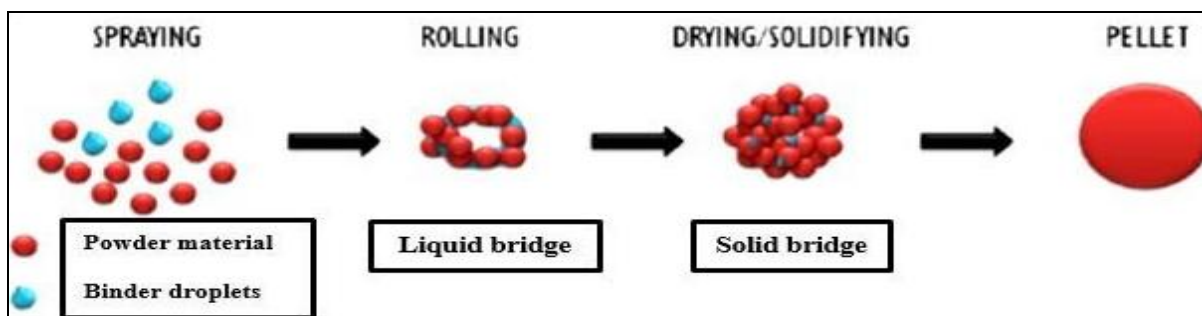 SPRAYING
ROLLING
DRYING/SOLIDIFYING
PELLET
Powder material
Binder droplets
Liquid bridge
Solid bridge